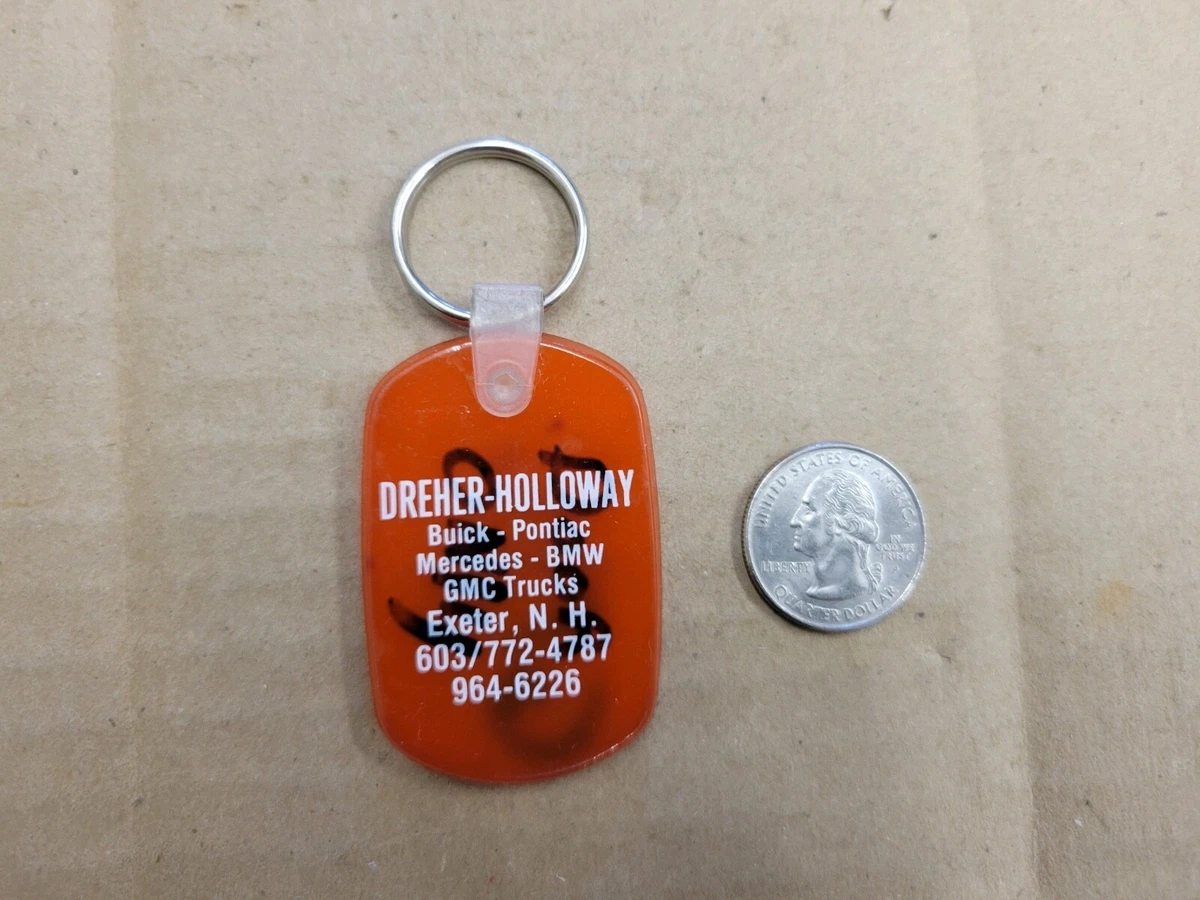 DREHER-HOLLOWAY
Buick - Pontiac
Mercedes - BMW
GMC Trucks
Exeter, N. H.
603/772-4787
964-6226
UNITED STATES OF AMERICA
IN
GOD WE
TRUST
LIBERTY
QUARTER DOLLAR